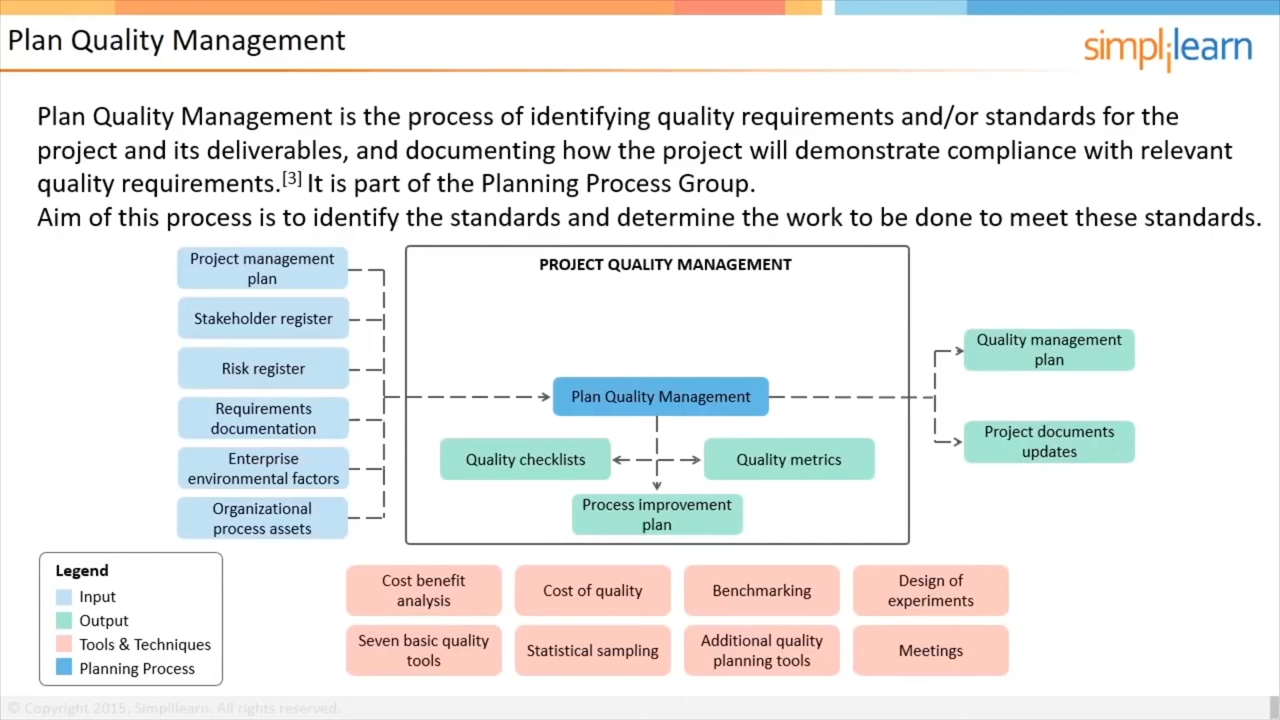 Plan Quality Management
simplilearn
Plan Quality Management is the process of identifying quality requirements and/or standards for the
project and its deliverables, and documenting how the project will demonstrate compliance with relevant
quality requirements.[3] It is part of the Planning Process Group.
Aim of this process is to identify the standards and determine the work to be done to meet these standards.
Project management
plan
Stakeholder register
Risk register
Requirements
documentation
Enterprise
environmental factors
Organizational
process assets
PROJECT QUALITY MANAGEMENT
Plan Quality Management
Quality checklists
Quality metrics
Process improvement
plan
Quality management
plan
Project documents
updates
Legend
Input
Output
Tools & Techniques
Planning Process
Cost benefit
analysis
Cost of quality
Benchmarking
Design of
experiments
Seven basic quality
tools
Statistical sampling
Additional quality
planning tools
Meetings
© Copyright 2015. Simplilearn. All rights reserved.